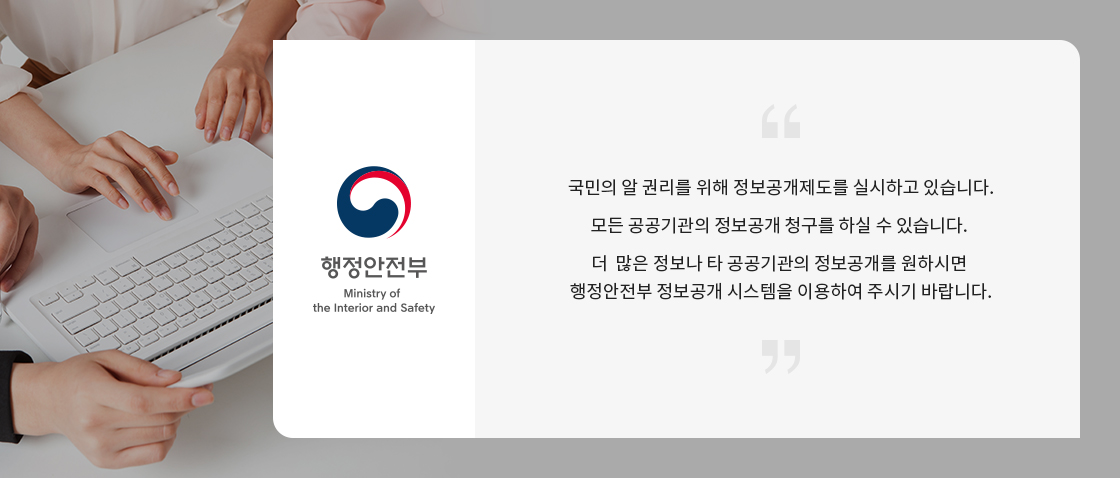 행정안전부
Ministry of
the Interior and Safety
국민의 알 권리를 위해 정보공개제도를 실시하고 있습니다.
모든 공공기관의 정보공개 청구를 하실 수 있습니다.
더 많은 정보나 타 공공기관의 정보공개를 원하시면
행정안전부 정보공개 시스템을 이용하여 주시기 바랍니다.